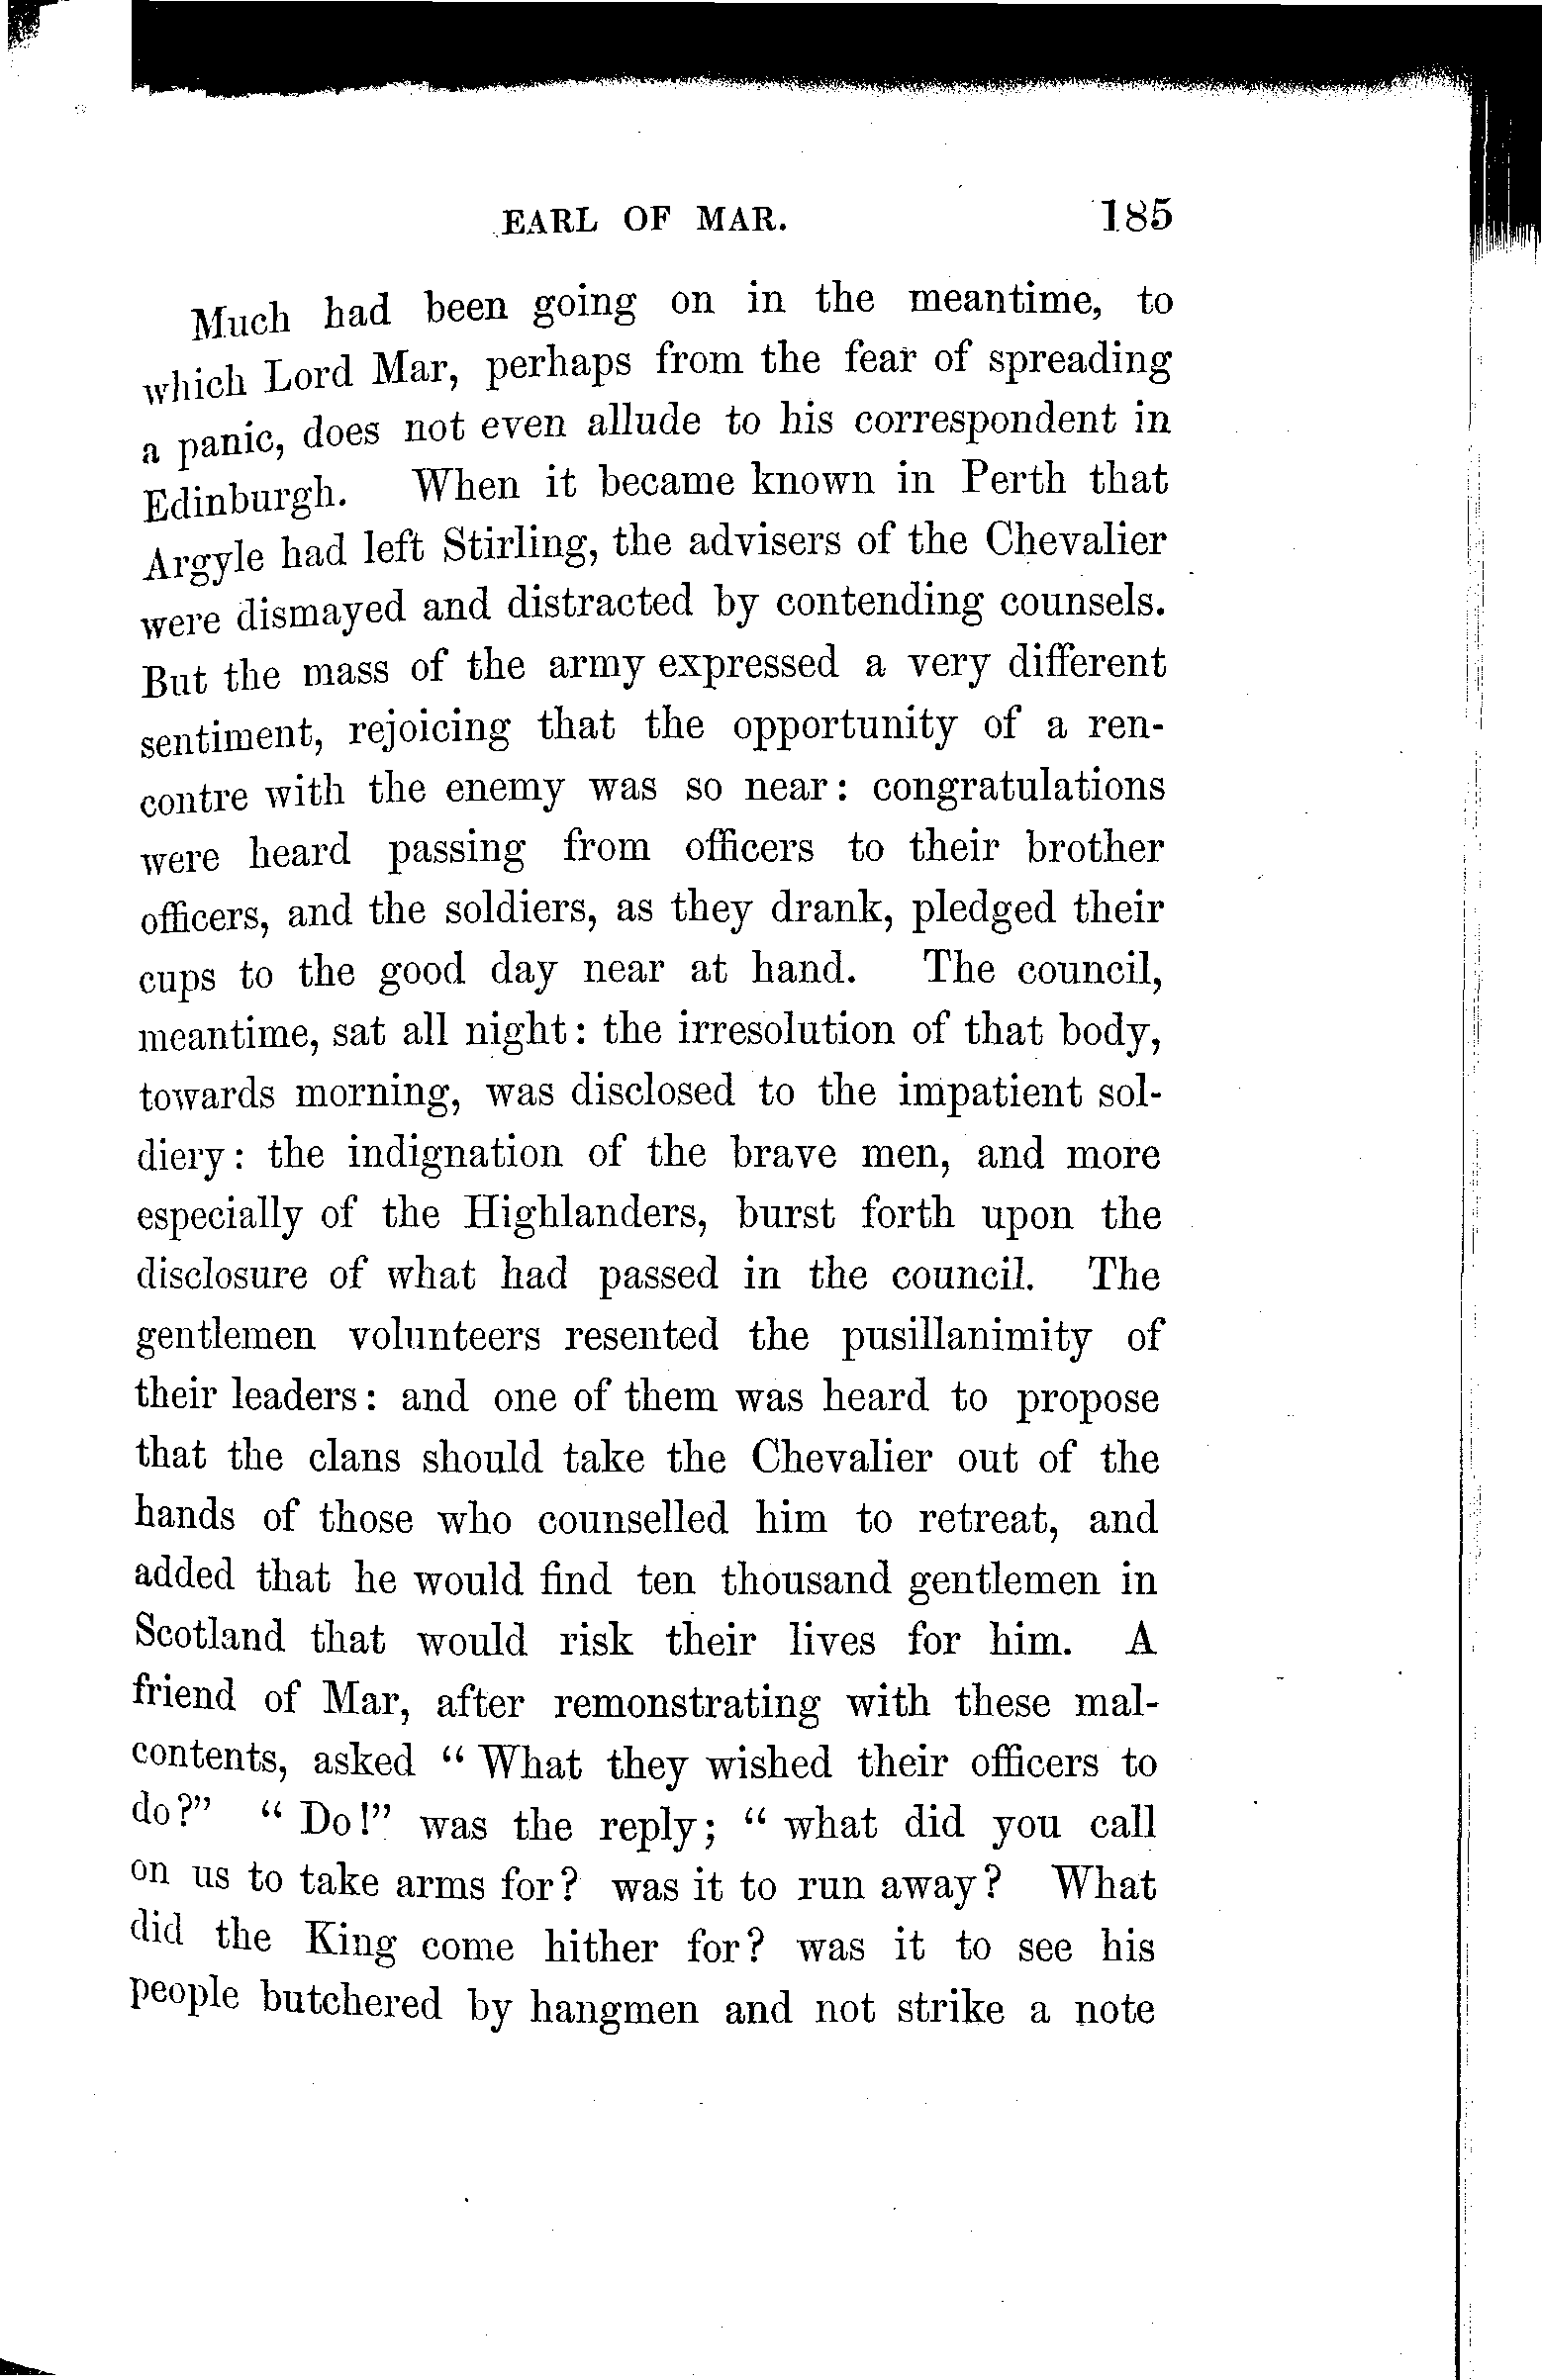 EARL OF MAR. 185
Much had been going on in the meantime, to
which Lord Mar, perhaps from the fear of spreading
a panic, does not even allude to his correspondent in
Edinburgh. When it became known in Perth that
Argyle had left Stirling, the advisers of the Chevalier
were dismayed and distracted by contending counsels.
But the mass of the army expressed a very different
sentiment, rejoicing that the opportunity of a ren-
contre with the enemy was so near: congratulations
were heard passing from officers to their brother
officers, and the soldiers, as they drank, pledged their
cups to the good day near at hand. The council,
meantime, sat all night: the irresolution of that body,
towards morning, was disclosed to the impatient sol-
diery: the indignation of the brave men, and more
especially of the Highlanders, burst forth upon the
disclosure of what had passed in the council. The
gentlemen volunteers resented the pusillanimity of
their leaders: and one of them was heard to propose
that the clans should take the Chevalier out of the
hands of those who counselled him to retreat, and
added that he would find ten thousand gentlemen in
Scotland that would risk their lives for him. A
friend of Mar, after remonstrating with these mal-
contents, asked "What they wished their officers to
do?" "Do!" was the reply; "what did you call
on us to take arms for? was it to run away? What
did the King come hither for? was it to see his
people butchered by hangmen and not strike a note